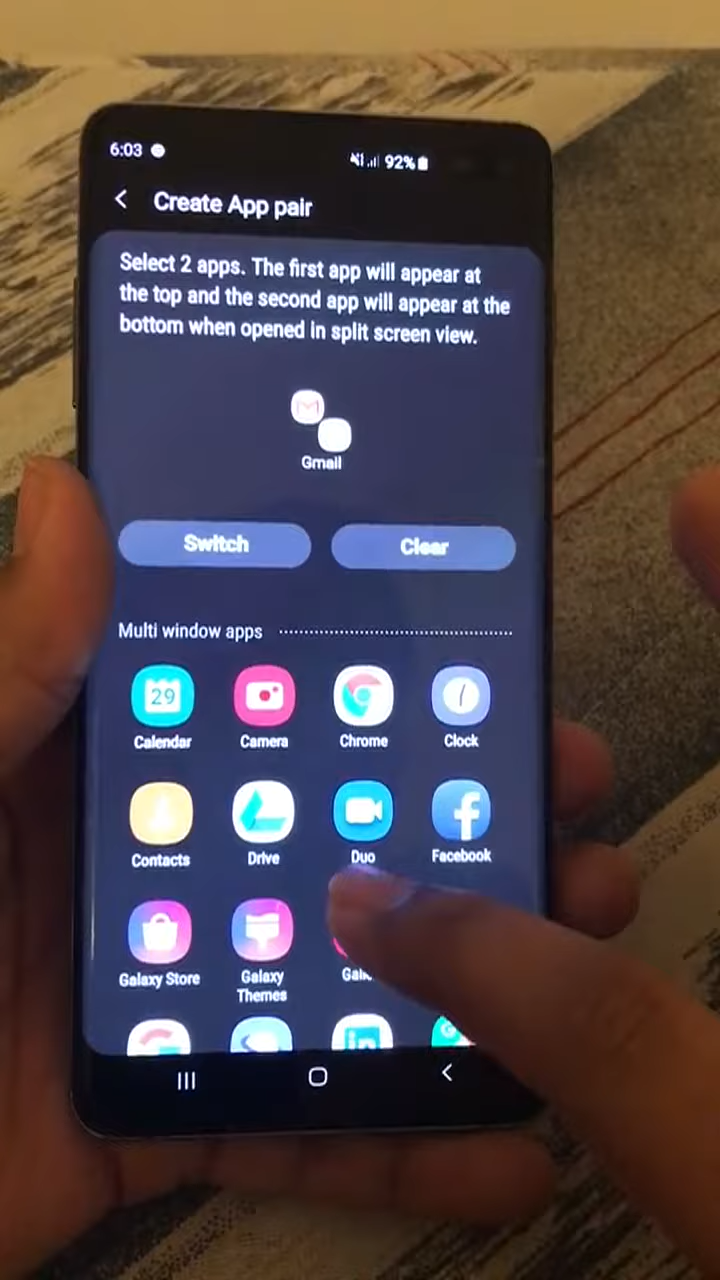 6:03 92%
Create App pair
Select 2 apps. The first app will appear at
the top and the second app will appear at the
bottom when opened in split screen view.
Gmail
Switch Clear
Multi window apps
29
Calendar Camera Chrome Clock
Contacts Drive Duo Facebook
Galaxy Store Galaxy
Themes
in